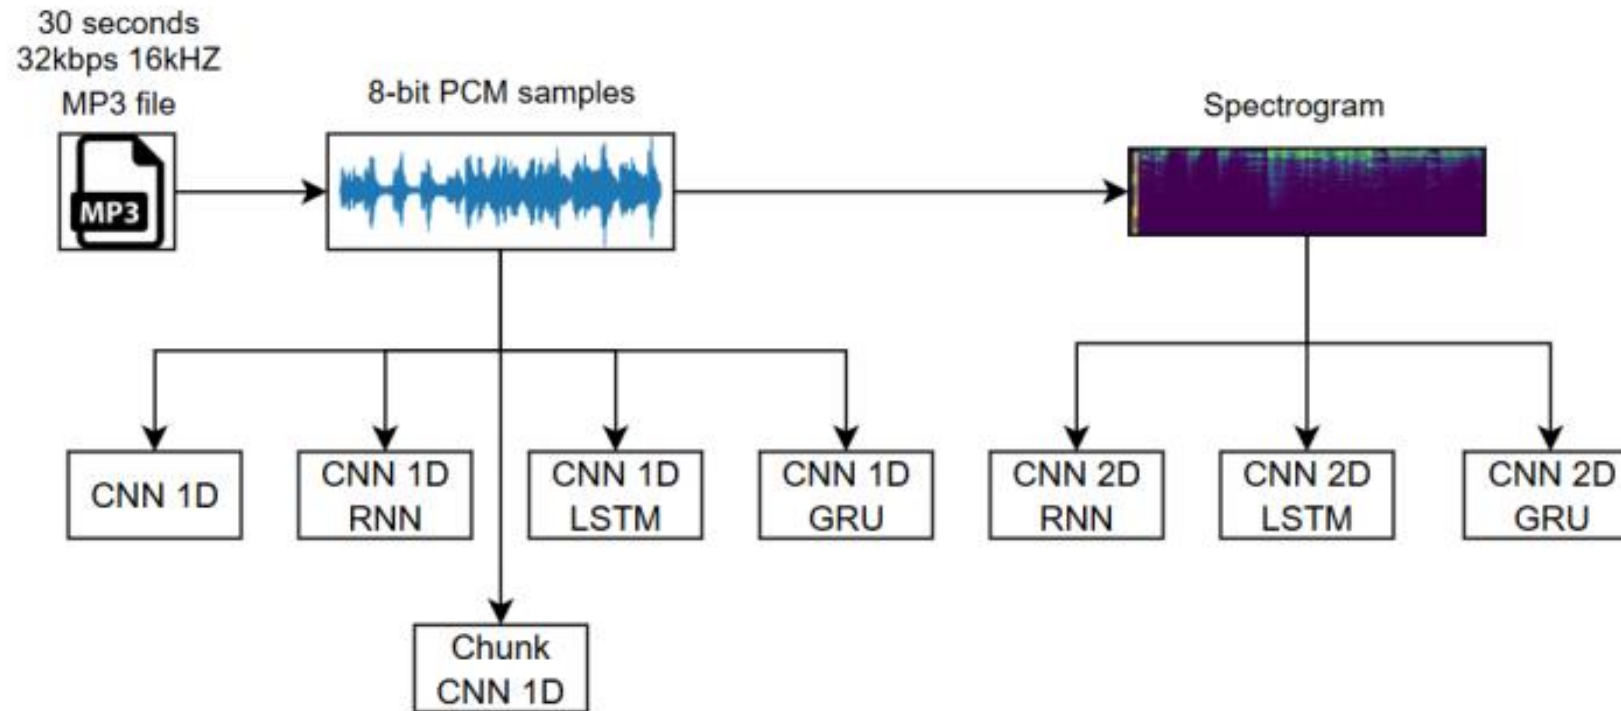 30 seconds
32kbps 16kHZ
MP3 file
MP3
8-bit PCM samples
Spectrogram
CNN 1D
CNN 1D
RNN
CNN 1D
LSTM
CNN 1D
GRU
CNN 2D
RNN
CNN 2D
LSTM
CNN 2D
GRU
Chunk
CNN 1D